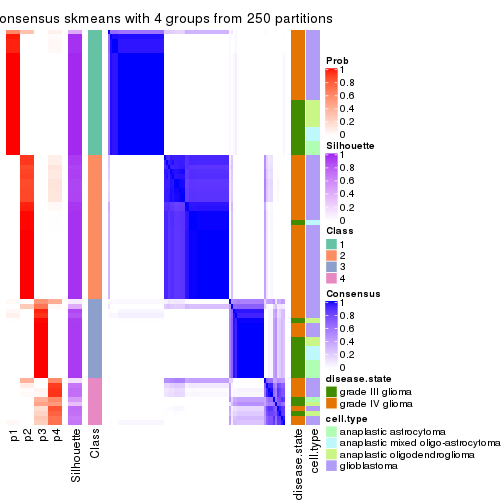 onsensus skmeans with 4 groups from 250 partitions
Prob
1
0.8
0.6
0.4
0.2
0
Silhouette
1
0.8
0.6
0.4
0.2
0
Class
1
2
3
4
Consensus
1
0.8
0.6
0.4
0.2
0
disease.state
grade III glioma
grade IV glioma
cell.type
anaplastic astrocytoma
anaplastic mixed oligo-astrocytoma
anaplastic oligodendroglioma
glioblastoma
p1
p2
p3
p4
Silhouette
Class
disease.state
cell.type